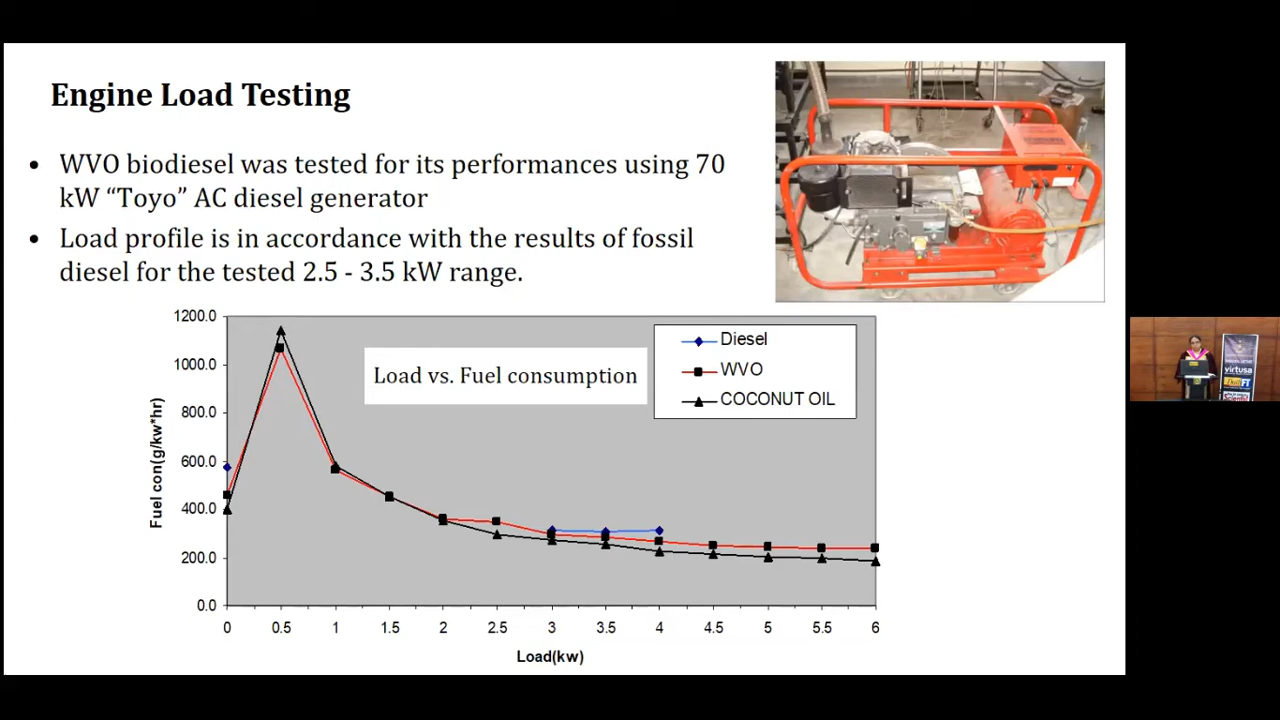 Engine Load Testing
• WVO biodiesel was tested for its performances using 70
kW “Toyo” AC diesel generator
• Load profile is in accordance with the results of fossil
diesel for the tested 2.5 - 3.5 kW range.
Load vs. Fuel consumption
Diesel
WVO
COCONUT OIL
Fuel con(g/kw*hr)
1200.0
1000.0
800.0
600.0
400.0
200.0
0.0
0 0.5 1 1.5 2 2.5 3 3.5 4 4.5 5 5.5 6
Load(kw)
virtusa